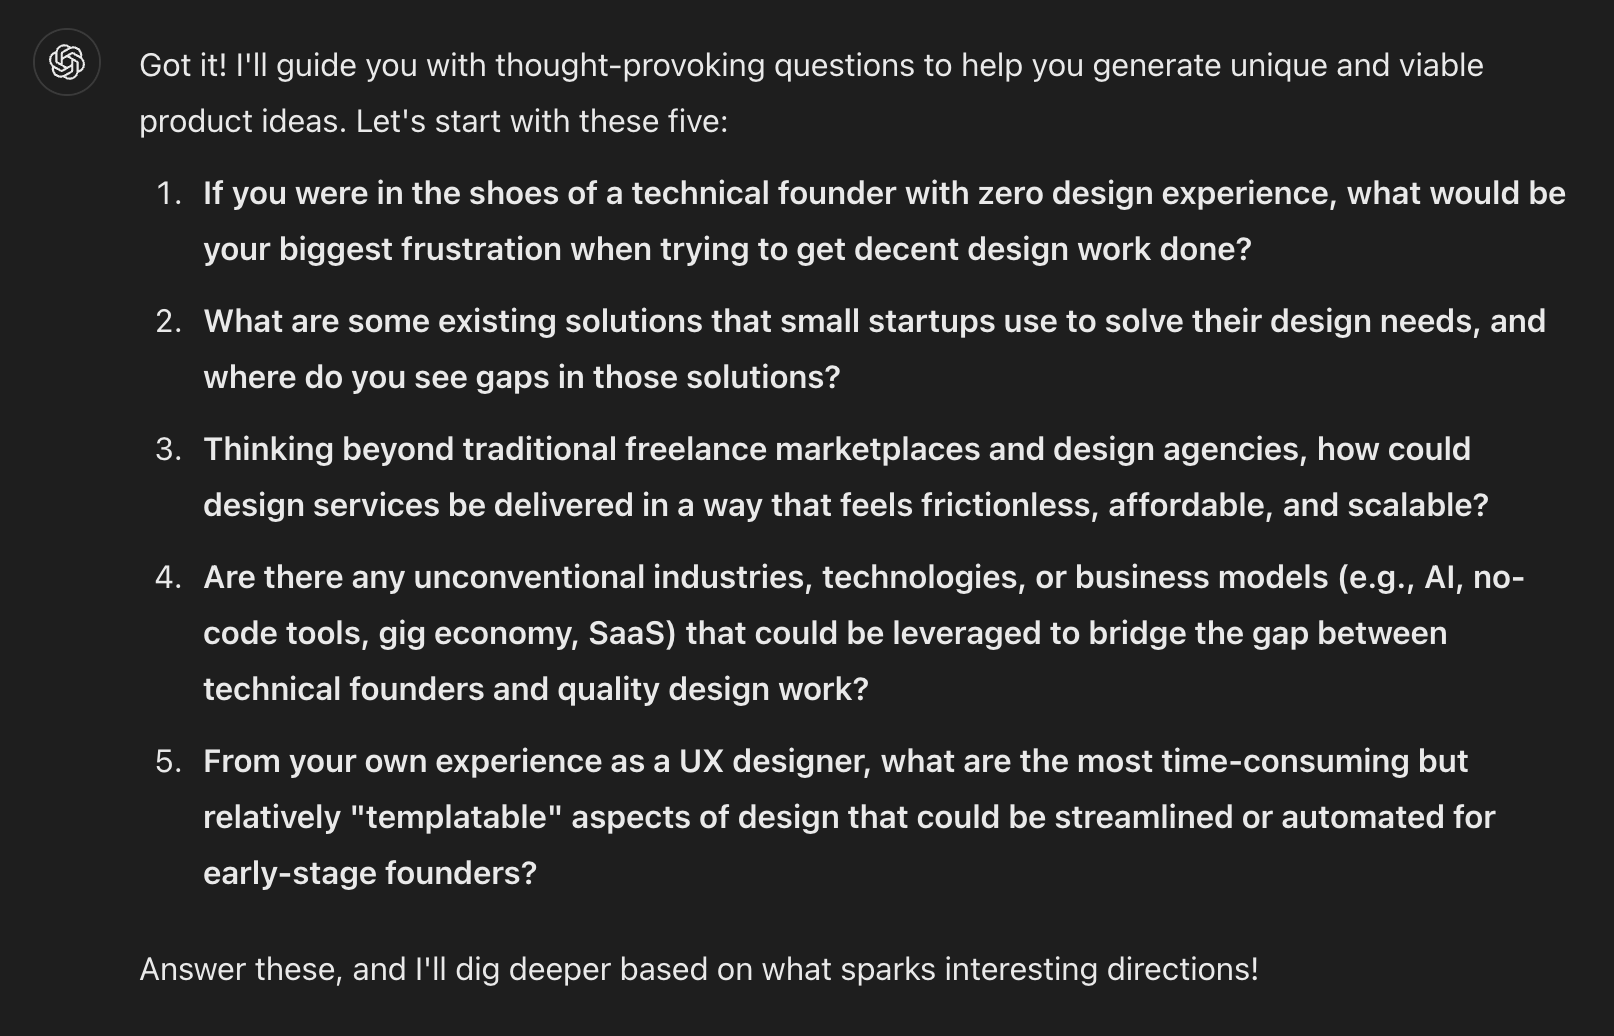 Got it! I'll guide you with thought-provoking questions to help you generate unique and viable
product ideas. Let's start with these five:
1. If you were in the shoes of a technical founder with zero design experience, what would be
your biggest frustration when trying to get decent design work done?
2. What are some existing solutions that small startups use to solve their design needs, and
where do you see gaps in those solutions?
3. Thinking beyond traditional freelance marketplaces and design agencies, how could
design services be delivered in a way that feels frictionless, affordable, and scalable?
4. Are there any unconventional industries, technologies, or business models (e.g., AI, no-
code tools, gig economy, SaaS) that could be leveraged to bridge the gap between
technical founders and quality design work?
5. From your own experience as a UX designer, what are the most time-consuming but
relatively "templatable" aspects of design that could be streamlined or automated for
early-stage founders?
Answer these, and I'll dig deeper based on what sparks interesting directions!